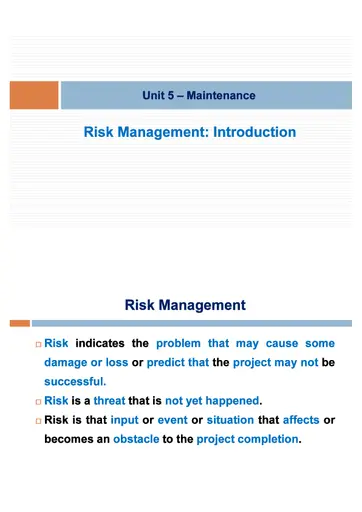 Unit 5 – Maintenance
Risk Management: Introduction
Risk Management
Risk indicates the problem that may cause some
damage or loss or predict that the project may not be
successful.
Risk is a threat that is not yet happened.
Risk is that input or event or situation that affects or
becomes an obstacle to the project completion.